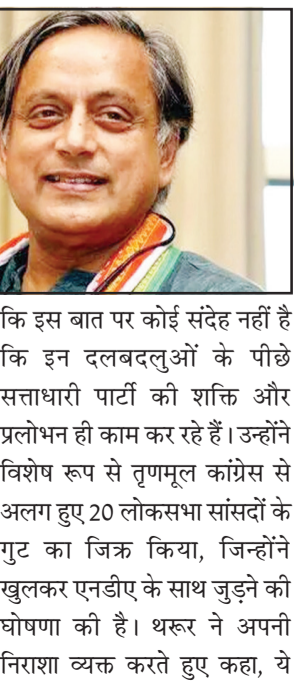 कि इस बात पर कोई संदेह नहीं है
कि इन दलबदलुओं के पीछे
सत्ताधारी पार्टी की शक्ति और
प्रलोभन ही काम कर रहे हैं। उन्होंने
विशेष रूप से तृणमूल कांग्रेस से
अलग हुए 20 लोकसभा सांसदों के
गुट का जिक्र किया, जिन्होंने
खुलकर एनडीए के साथ जुड़ने की
घोषणा की है। थरूर ने अपनी
निराशा व्यक्त करते हुए कहा, ये